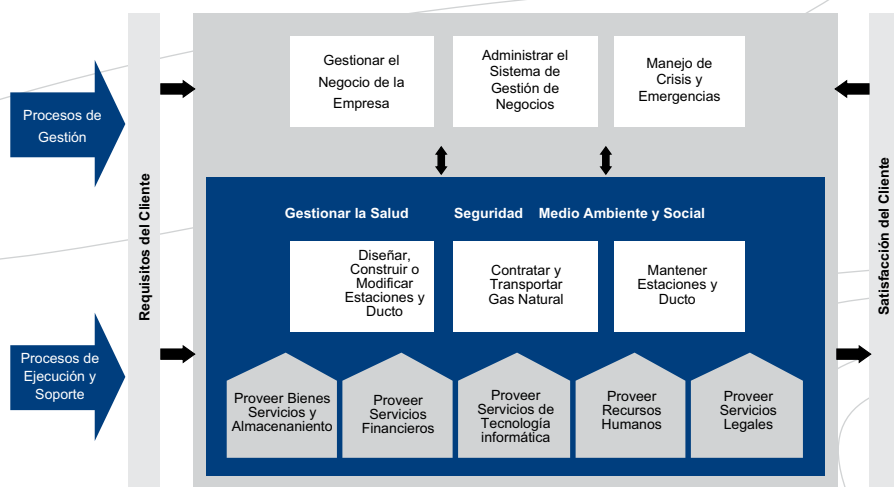 Procesos de
Gestión
Procesos de
Ejecución y
Soporte
Requisitos del Cliente
Gestionar el
Negocio de la
Empresa
Administrar el
Sistema de
Gestión de
Negocios
Manejo de
Crisis y
Emergencias
Gestionar la Salud Seguridad Medio Ambiente y Social
Diseñar,
Construir o
Modificar
Estaciones y
Ducto
Contratar y
Transportar
Gas Natural
Mantener
Estaciones y
Ducto
Proveer Bienes
Servicios y
Almacenaniento
Proveer
Servicios
Financieros
Proveer
Servicios de
Tecnología
informática
Proveer
Recursos
Humanos
Proveer
Servicios
Legales
Satisfacción del Cliente